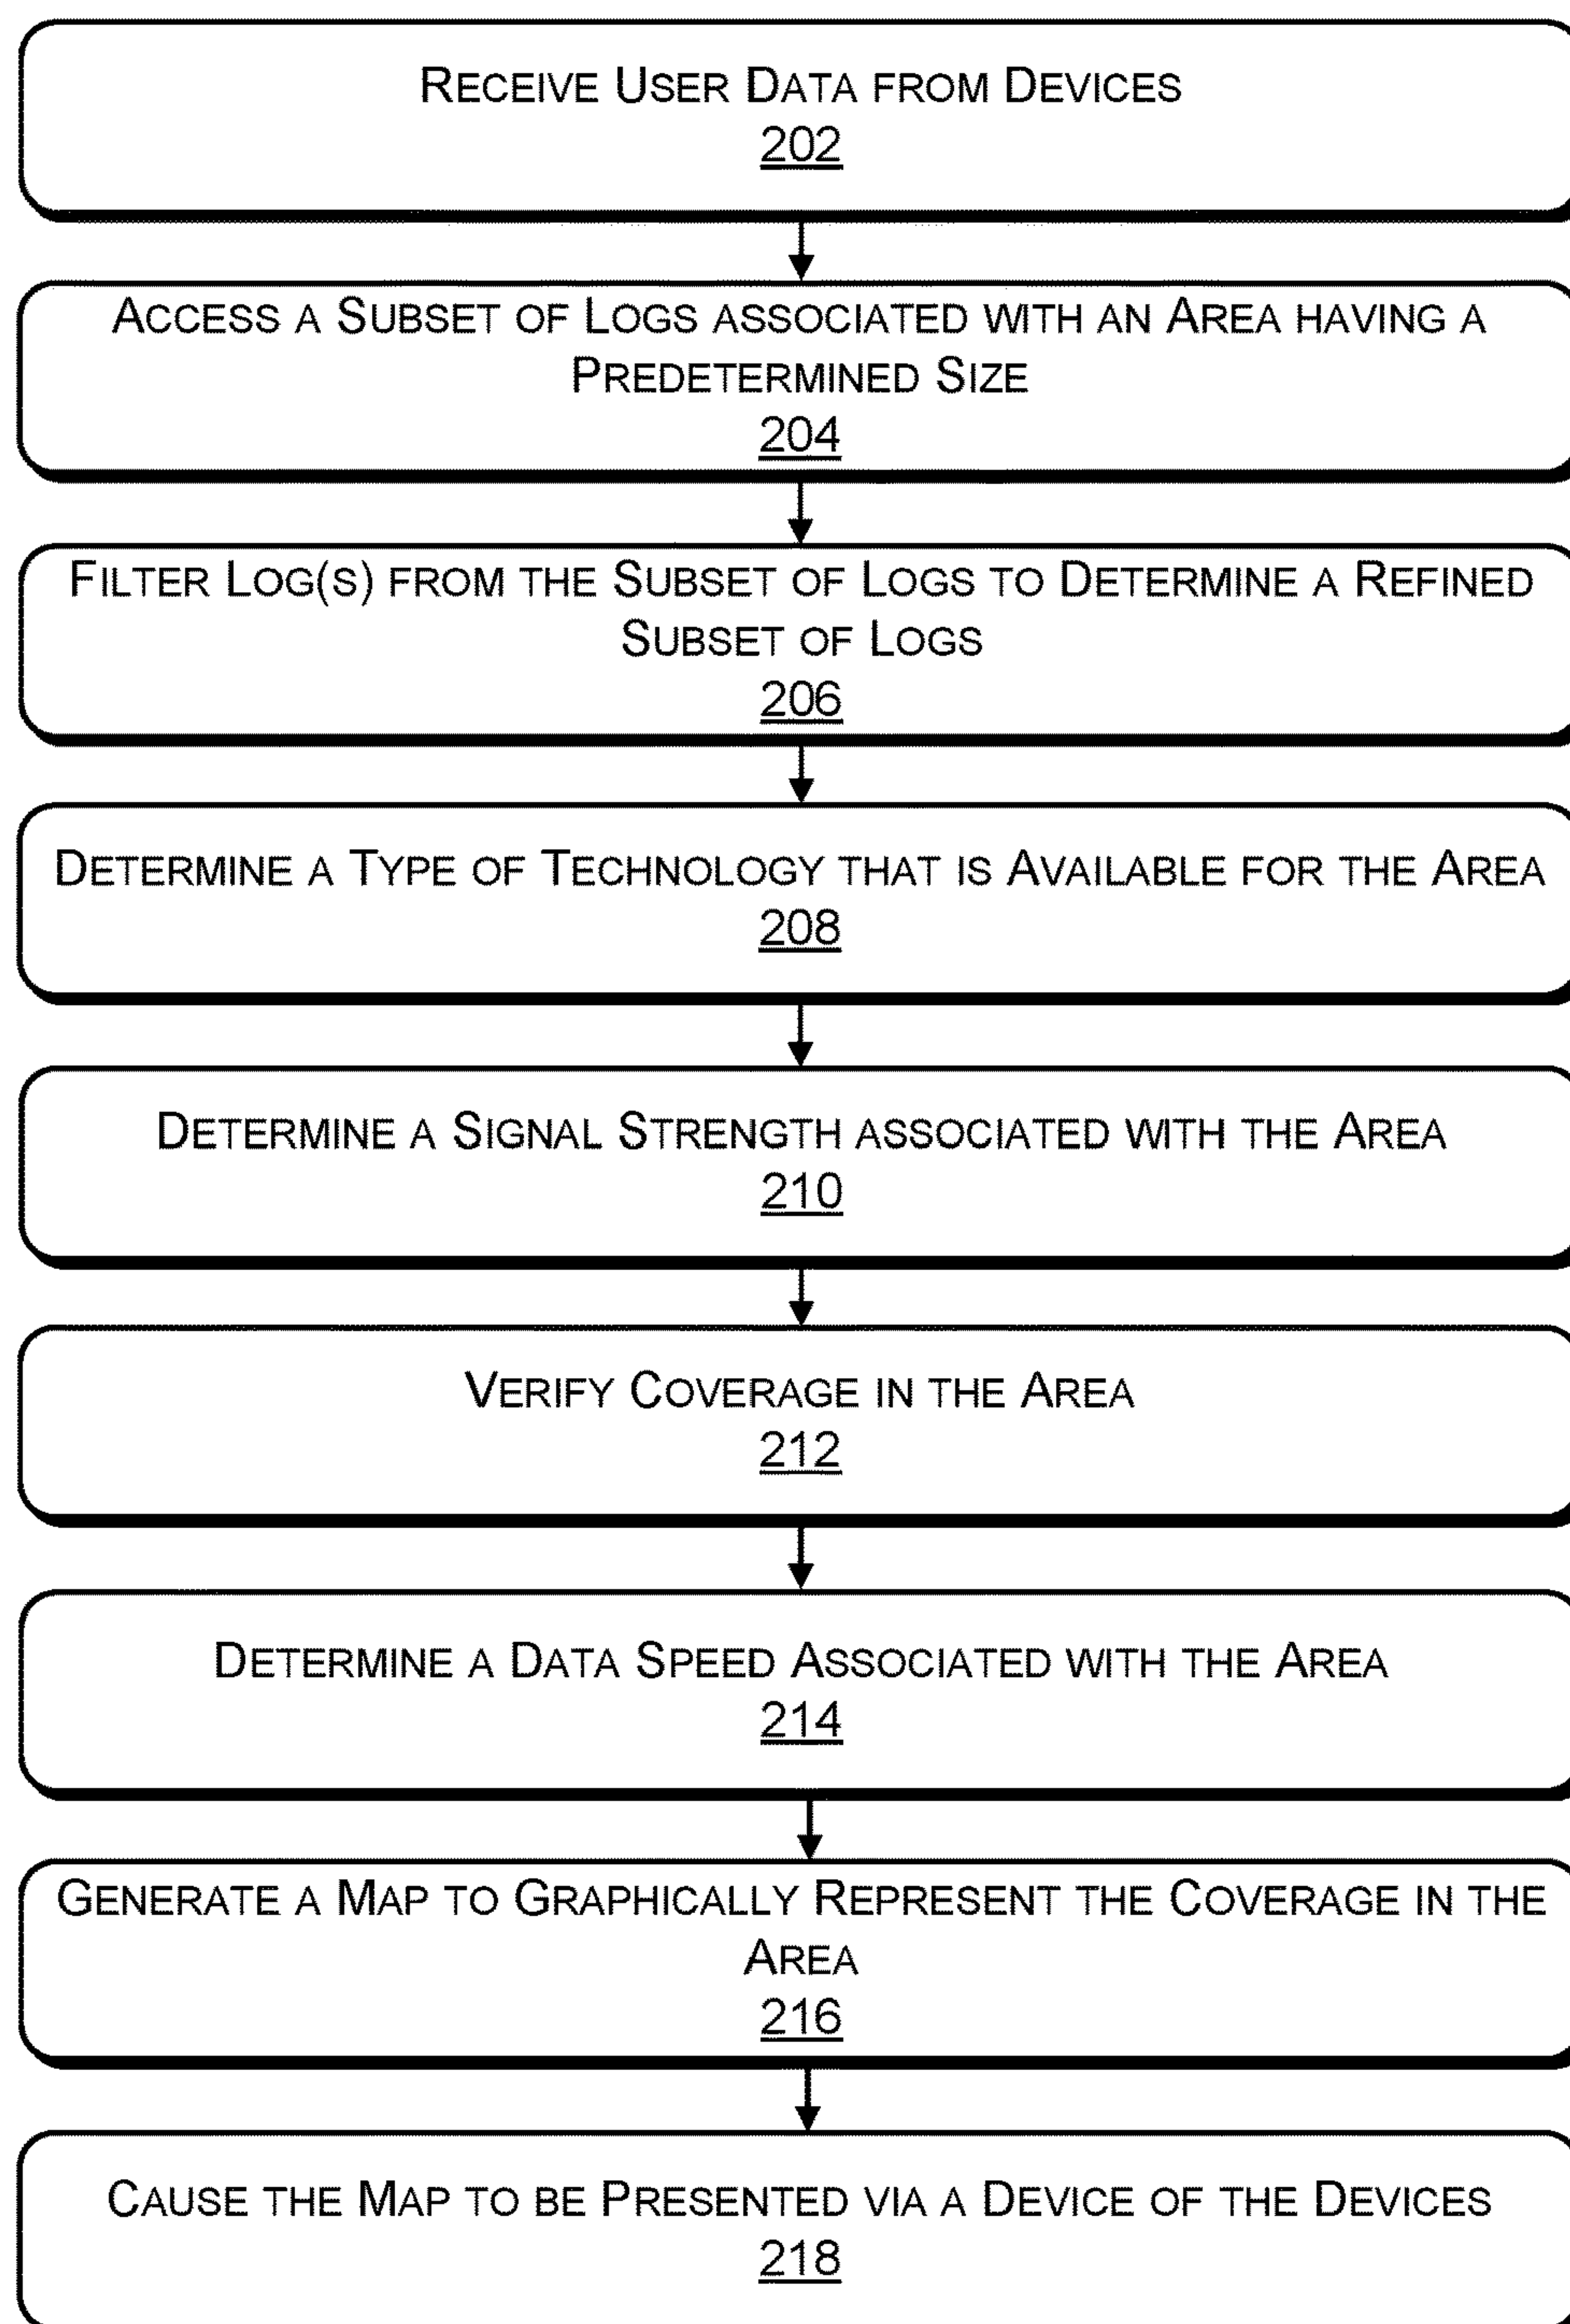 RECEIVE USER DATA FROM DEVICES
202
ACCESS A SUBSET OF LOGS ASSOCIATED WITH AN AREA HAVING A
PREDETERMINED SIZE
204
FILTER LOG(S) FROM THE SUBSET OF LOGS TO DETERMINE A REFINED
SUBSET OF LOGS
206
DETERMINE A TYPE OF TECHNOLOGY THAT IS AVAILABLE FOR THE AREA
208
DETERMINE A SIGNAL STRENGTH ASSOCIATED WITH THE AREA
210
VERIFY COVERAGE IN THE AREA
212
DETERMINE A DATA SPEED ASSOCIATED WITH THE AREA
214
GENERATE A MAP TO GRAPHICALLY REPRESENT THE COVERAGE IN THE
AREA
216
CAUSE THE MAP TO BE PRESENTED VIA A DEVICE OF THE DEVICES
218